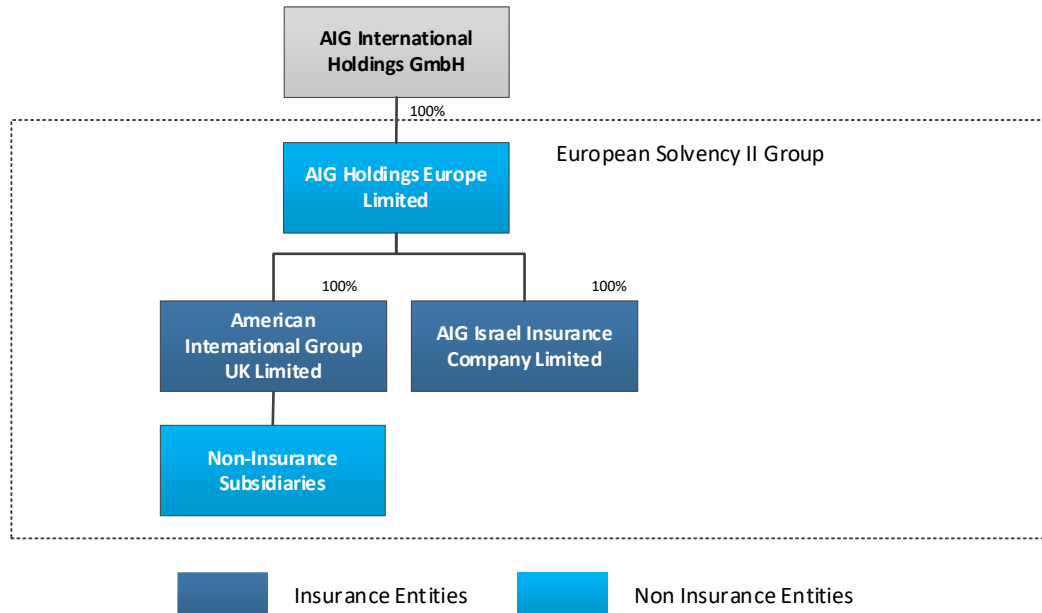 AIG International
Holdings GmbH
100%
European Solvency II Group
AIG Holdings Europe
Limited
100%
100%
American
International Group
UK Limited
AIG Israel Insurance
Company Limited
Non-Insurance
Subsidiaries
Insurance Entities
Non Insurance Entities